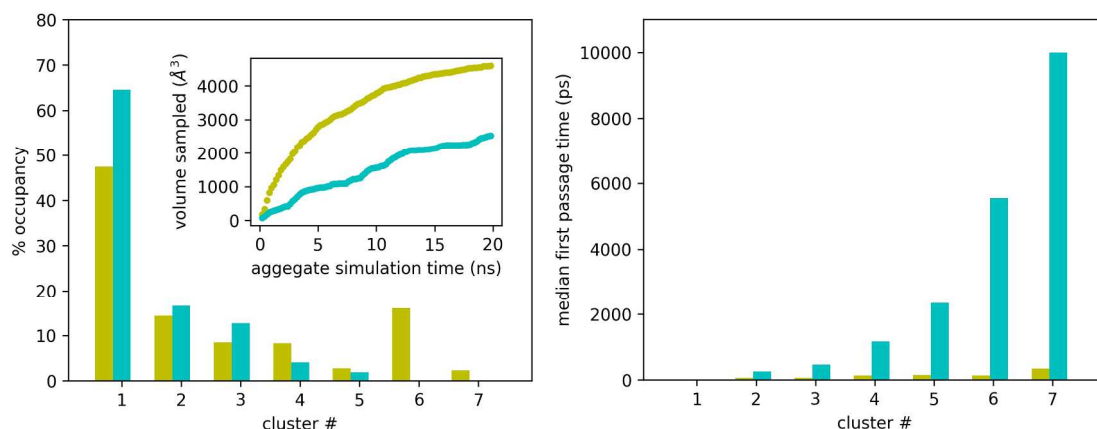 80
70
60
50
40
30
20
10
0
% occupancy
1 2 3 4 5 6 7
cluster #
4000
3000
2000
1000
0
volume sampled (Å³)
0 5 10 15 20
aggegate simulation time (ns)
10000
8000
6000
4000
2000
0
median first passage time (ps)
1 2 3 4 5 6 7
cluster #